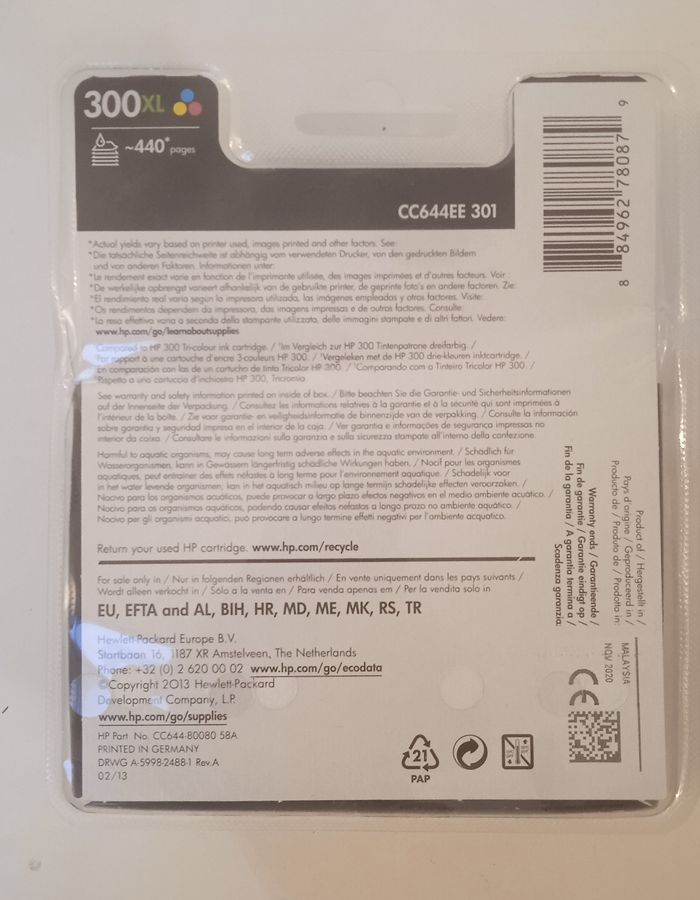 300XL
~440* pages
CC644EE 301
*Actual yields vary based on printer used, images printed and other factors. See:
*Die tatsächliche Seitenreichweite ist abhängig vom verwendeten Drucker, von den gedruckten Bildern
und von anderen Faktoren. Informationen unter:
*Le rendement exact varie en fonction de l'imprimante utilisée, des images imprimées et d'autres facteurs. Voir :
*De werkelijke opbrengst varieert afhankelijk van de gebruikte printer, de geprinte foto's en andere factoren. Zie:
*El rendimiento real varía según la impresora utilizada, las imágenes empleadas y otros factores. Visite:
*Os rendimentos dependem da impressora, das imagens impressas e de outros factores. Consulte:
*La resa effettiva varia a seconda della stampante utilizzata, delle immagini stampate e di altri fattori. Vedere:
www.hp.com/go/learnaboutsupplies
¹Compared to HP 300 Tri-colour ink cartridge. / ¹Im Vergleich zur HP 300 Tintenpatrone dreifarbig. /
¹Par rapport à une cartouche d'encre 3-couleurs HP 300. / ¹Vergeleken met de HP 300 drie-kleuren inktcartridge. /
¹En comparación con las de un cartucho de tinta Tricolor HP 300. / ¹Comparando com o Tinteiro Tricolor HP 300. /
¹Rispetto a una cartuccia d'inchiostro HP 300, Tricromia.
See warranty and safety information printed on inside of box. / Bitte beachten Sie die Garantie- und Sicherheitsinformationen
auf der Innenseite der Verpackung. / Consultez les informations relatives à la garantie et à la sécurité qui sont imprimées à
l'intérieur de la boîte. / Zie voor garantie- en veiligheidsinformatie de binnenzijde van de verpakking. / Consulte la información
sobre garantía y seguridad impresa en el interior de la caja. / Ver garantia e informações de segurança impressas no
interior da caixa. / Consultare le informazioni sulla garanzia e sulla sicurezza stampate all'interno della confezione.
Harmful to aquatic organisms, may cause long term adverse effects in the aquatic environment. / Schädlich für
Wasserorganismen, kann in Gewässern längerfristig schädliche Wirkungen haben. / Nocif pour les organismes
aquatiques, peut entraîner des effets néfastes à long terme pour l'environnement aquatique. / Schadelijk voor
in het water levende organismen, kan in het aquatisch milieu op lange termijn schadelijke effecten veroorzaken. /
Nocivo para los organismos acuáticos, puede provocar a largo plazo efectos negativos en el medio ambiente acuático. /
Nocivo para os organismos aquáticos, podendo causar efeitos nefastos a longo prazo no ambiente aquático. /
Nocivo per gli organismi acquatici, può provocare a lungo termine effetti negativi per l'ambiente acquatico.
Return your used HP cartridge. www.hp.com/recycle
For sale only in / Nur in folgenden Regionen erhältlich / En vente uniquement dans les pays suivants /
Wordt alleen verkocht in / Sólo a la venta en / Para venda apenas em / Per la vendita solo in
EU, EFTA and AL, BIH, HR, MD, ME, MK, RS, TR
Hewlett-Packard Europe B.V.
Startbaan 16, 1187 XR Amstelveen, The Netherlands
Phone: +32 (0) 2 620 00 02 www.hp.com/go/ecodata
©Copyright 2013 Hewlett-Packard
Development Company, L.P.
www.hp.com/go/supplies
HP Part No. CC644-80080 58A
PRINTED IN GERMANY
DRWG A-5998-2488-1 Rev.A
02/13
21
PAP
8 84962 78087 9
Product of / Hergestellt in /
Pays d'origine / Geproduceerd in /
Producto de / Produto de / Prodotto in:
MALAYSIA
Warranty ends / Garantieende /
Fin de garantie / Garantie eindigt op /
Fin de la garantía / A garantia termina a /
Scadenza garanzia:
NOV 2020
CE